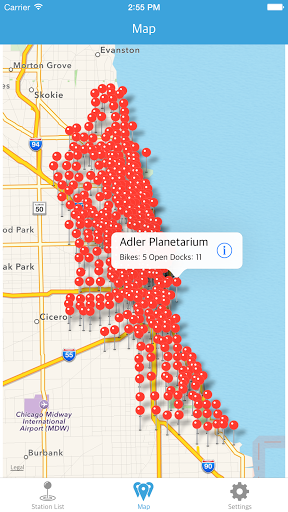 Carrier 2:55 PM
Map
Evanston
Morton Grove
Skokie
94
50
ood Park
Adler Planetarium
Bikes: 5 Open Docks: 11
ak Park
Cicero
55
Chicago Midway
International
Airport (MDW)
Burbank
90
Legal
Station List Map Settings